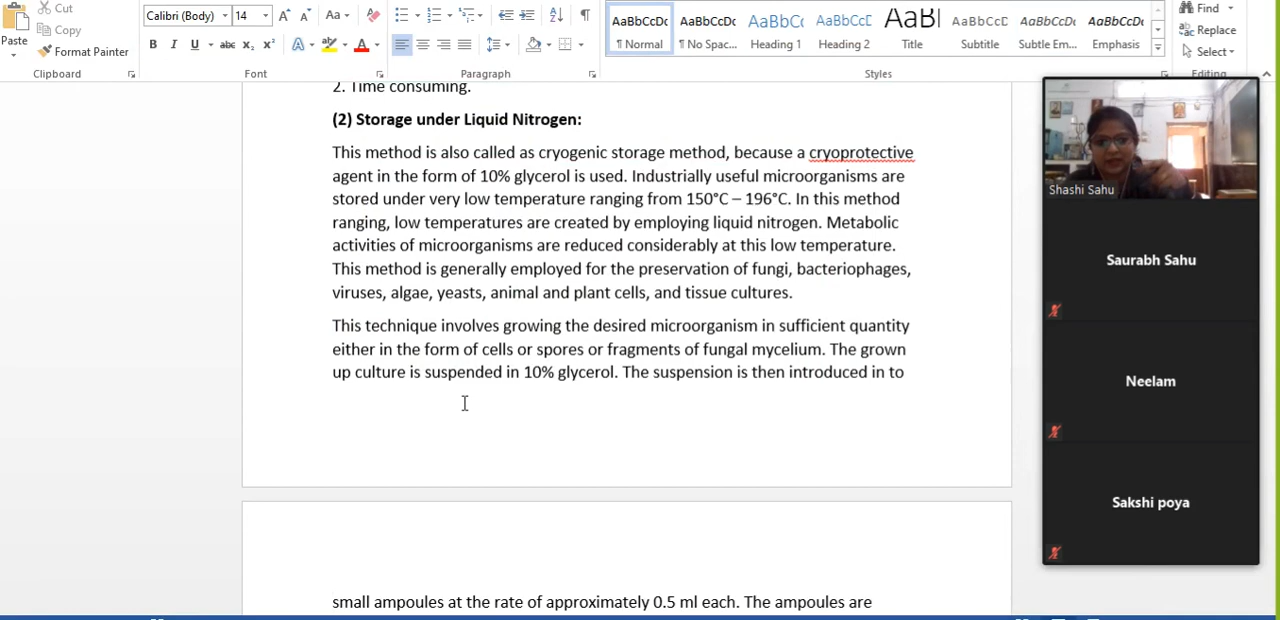 Cut
Calibri (Body) 14 Aa
Find
Copy
Paste
Format Painter
B I U abc x₂ x² A A
AaBbCcDc AaBbCcDc AaBbCc AaBbCcC AaBl AaBbCcC AaBbCcDc AaBbCcDc
¶ Normal ¶ No Spac... Heading 1 Heading 2 Title Subtitle Subtle Em... Emphasis
Replace
Select
Clipboard Font Paragraph Styles Editing
2. Time consuming.
(2) Storage under Liquid Nitrogen:
This method is also called as cryogenic storage method, because a cryoprotective
agent in the form of 10% glycerol is used. Industrially useful microorganisms are
stored under very low temperature ranging from 150°C – 196°C. In this method
ranging, low temperatures are created by employing liquid nitrogen. Metabolic
activities of microorganisms are reduced considerably at this low temperature.
This method is generally employed for the preservation of fungi, bacteriophages,
viruses, algae, yeasts, animal and plant cells, and tissue cultures.
This technique involves growing the desired microorganism in sufficient quantity
either in the form of cells or spores or fragments of fungal mycelium. The grown
up culture is suspended in 10% glycerol. The suspension is then introduced in to
small ampoules at the rate of approximately 0.5 ml each. The ampoules are
Shashi Sahu
Saurabh Sahu
Neelam
Sakshi poya